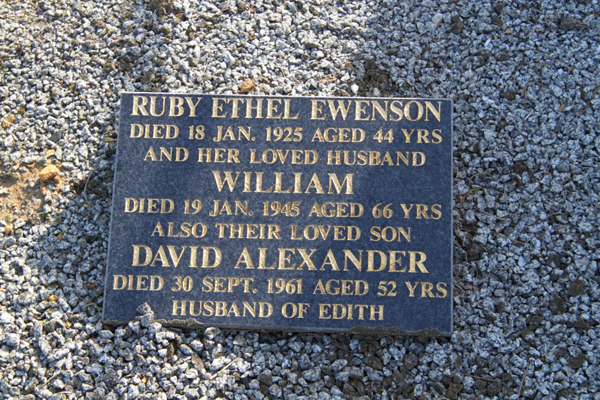 RUBY ETHEL EWENSON
DIED 18 JAN. 1925 AGED 44 YRS
AND HER LOVED HUSBAND
WILLIAM
DIED 19 JAN. 1945 AGED 66 YRS
ALSO THEIR LOVED SON
DAVID ALEXANDER
DIED 30 SEPT. 1961 AGED 52 YRS
HUSBAND OF EDITH